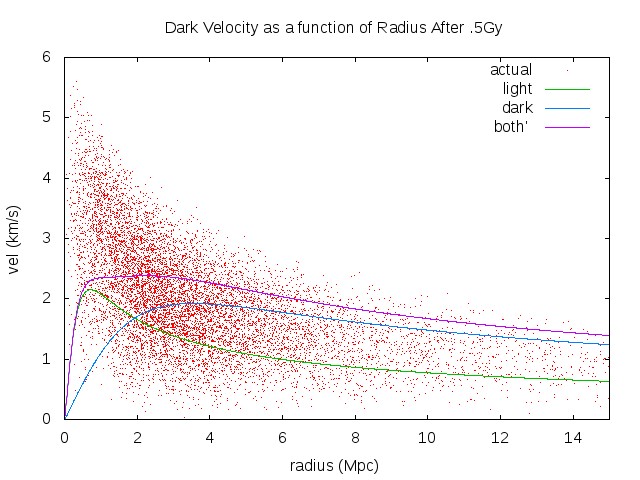 Dark Velocity as a function of Radius After .5Gy
actual
light
dark
both'
6
5
4
3
2
1
0
vel (km/s)
0 2 4 6 8 10 12 14
radius (Mpc)